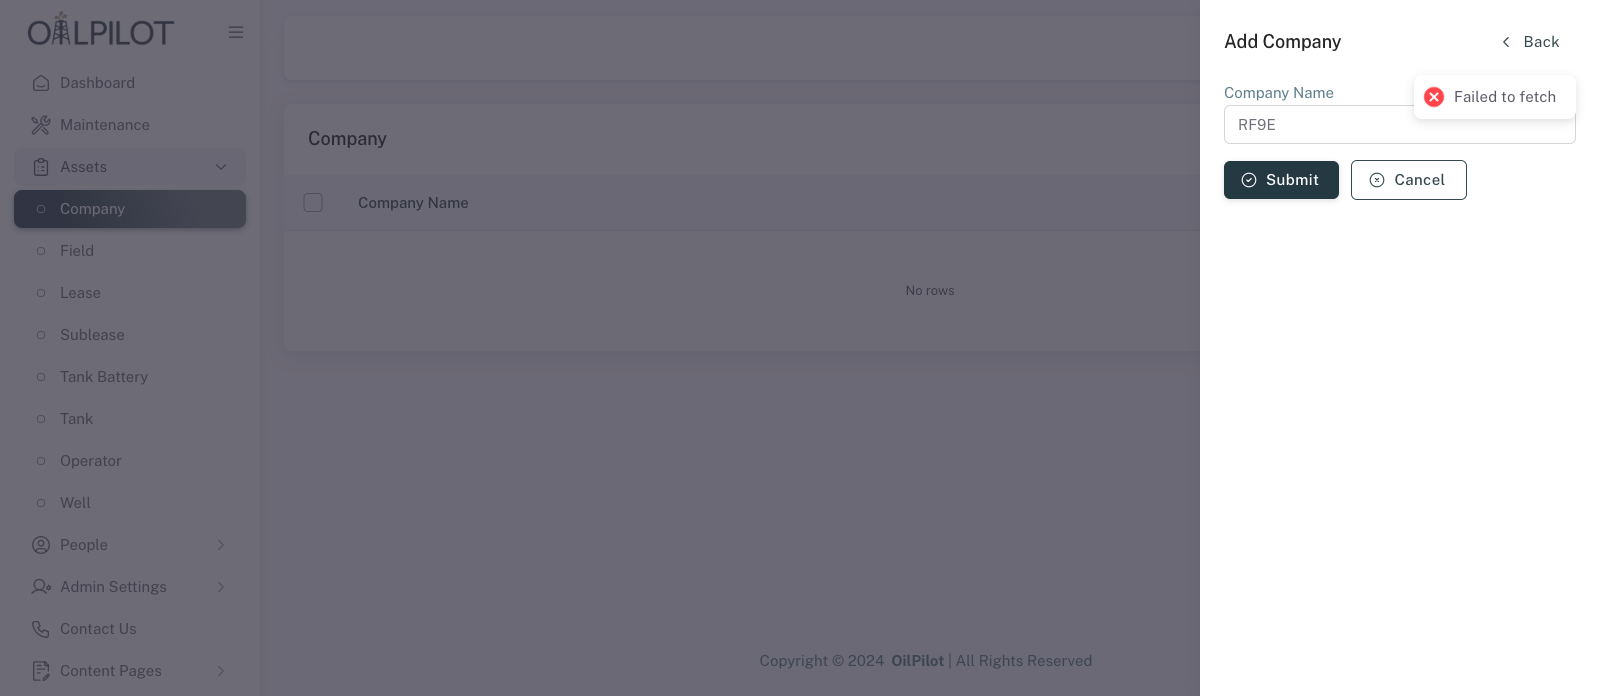 OILPILOT
Dashboard
Maintenance
Assets
Company
Field
Lease
Sublease
Tank Battery
Tank
Operator
Well
People
Admin Settings
Contact Us
Content Pages
Company
Company Name
No rows
Copyright © 2024 OilPilot | All Rights Reserved
Add Company
Back
Company Name
Failed to fetch
RF9E
Submit
Cancel